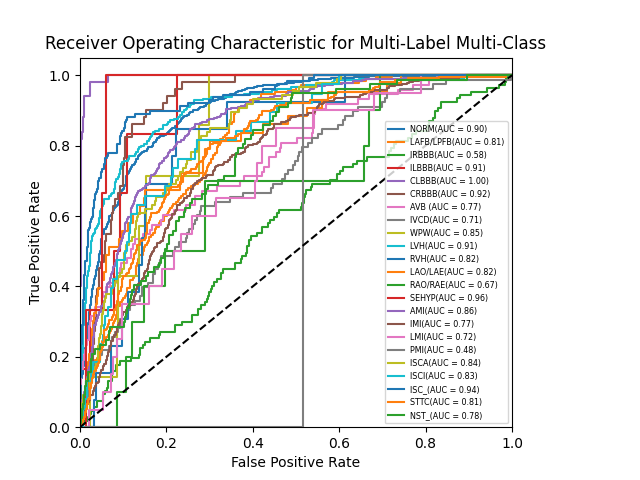 Receiver Operating Characteristic for Multi-Label Multi-Class
True Positive Rate
1.0
0.8
0.6
0.4
0.2
0.0
NORM(AUC = 0.90)
LAFB/LPFB(AUC = 0.81)
IRBBB(AUC = 0.58)
ILBBB(AUC = 0.91)
CLBBB(AUC = 1.00)
CRBBB(AUC = 0.92)
AVB (AUC = 0.77)
IVCD(AUC = 0.71)
WPW(AUC = 0.85)
LVH(AUC = 0.91)
RVH(AUC = 0.82)
LAO/LAE(AUC = 0.82)
RAO/RAE(AUC = 0.67)
SEHYP(AUC = 0.96)
AMI(AUC = 0.86)
IMI(AUC = 0.77)
LMI(AUC = 0.72)
PMI(AUC = 0.48)
ISCA(AUC = 0.84)
ISCI(AUC = 0.83)
ISC_(AUC = 0.94)
STTC(AUC = 0.81)
NST_(AUC = 0.78)
0.0 0.2 0.4 0.6 0.8 1.0
False Positive Rate